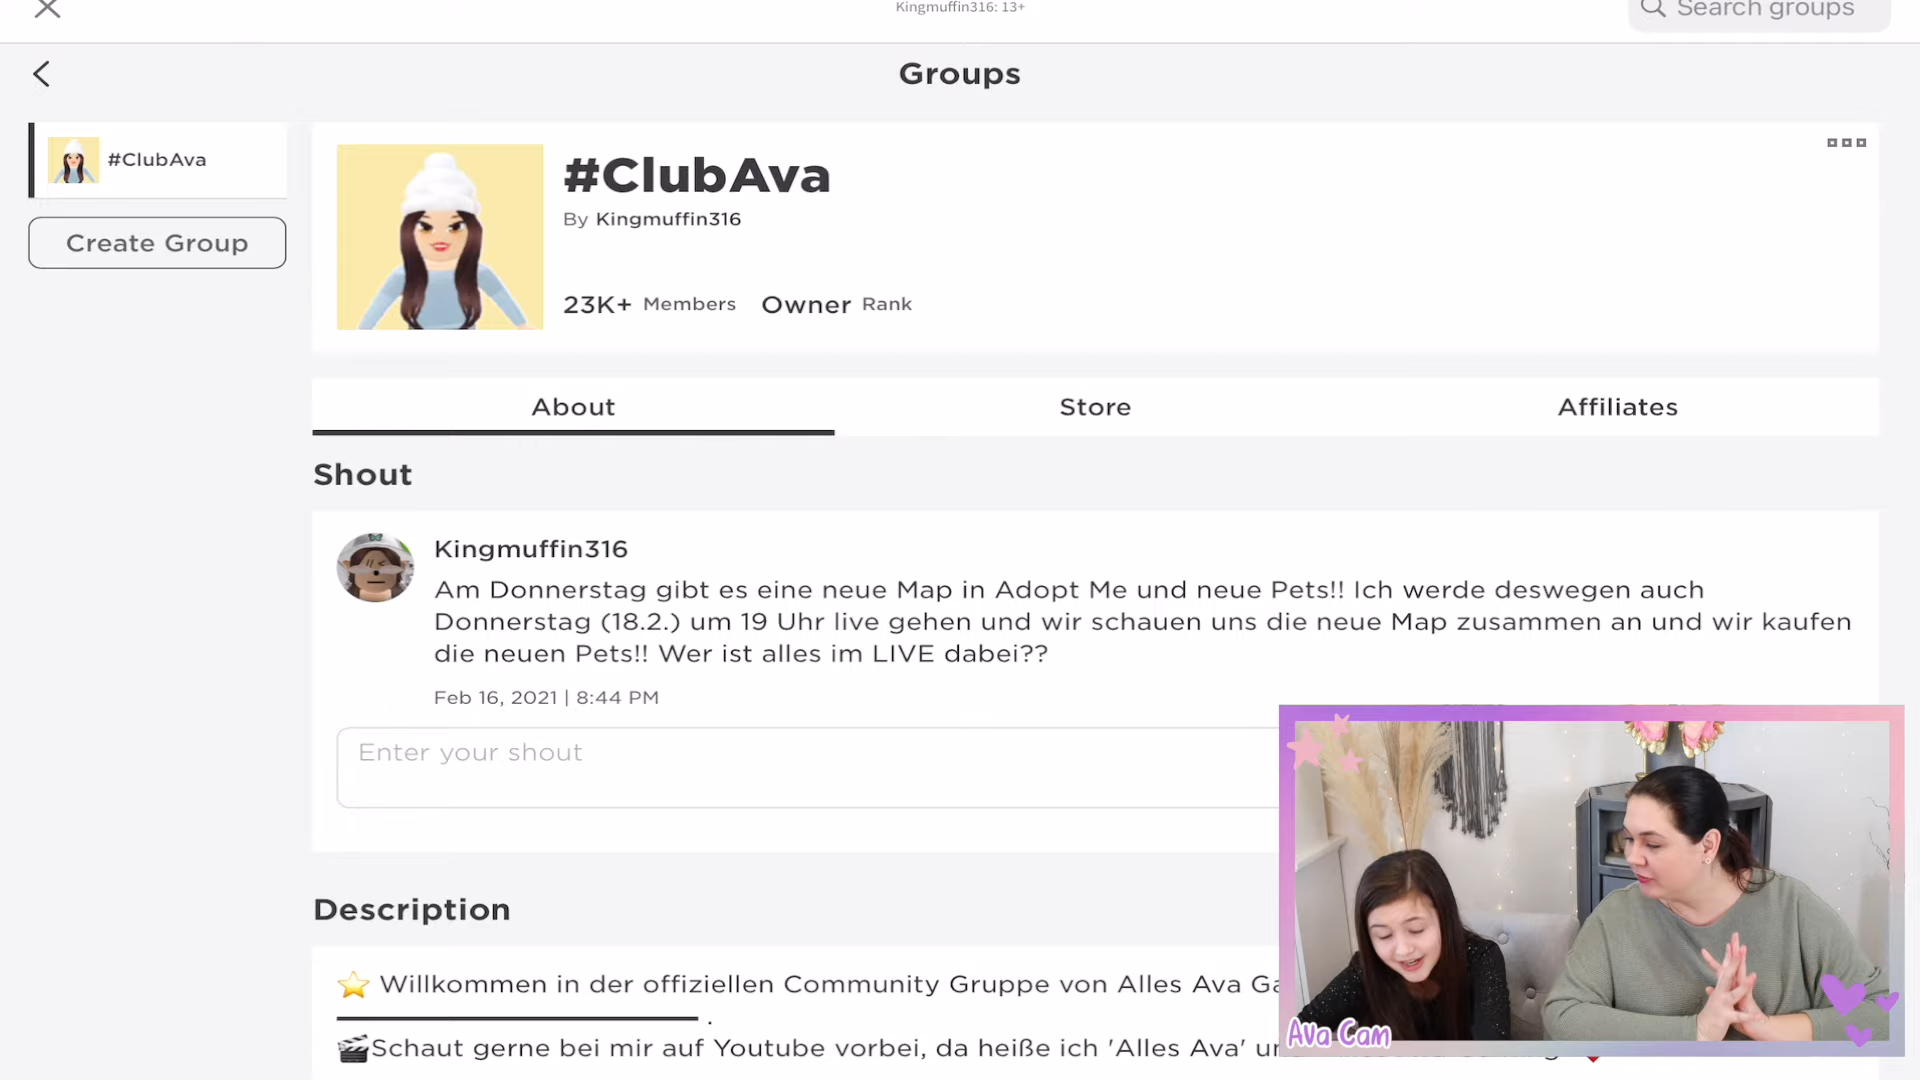 Kingmuffin316: 13+
Search groups
Groups
#ClubAva
Create Group
#ClubAva
By Kingmuffin316
23K+ Members Owner Rank
About Store Affiliates
Shout
Kingmuffin316
Am Donnerstag gibt es eine neue Map in Adopt Me und neue Pets!! Ich werde deswegen auch
Donnerstag (18.2.) um 19 Uhr live gehen und wir schauen uns die neue Map zusammen an und wir kaufen
die neuen Pets!! Wer ist alles im LIVE dabei??
Feb 16, 2021 | 8:44 PM
Enter your shout
Description
⭐ Willkommen in der offiziellen Community Gruppe von Alles Ava
🎬Schaut gerne bei mir auf Youtube vorbei, da heiße ich 'Alles Ava'
Ava Cam